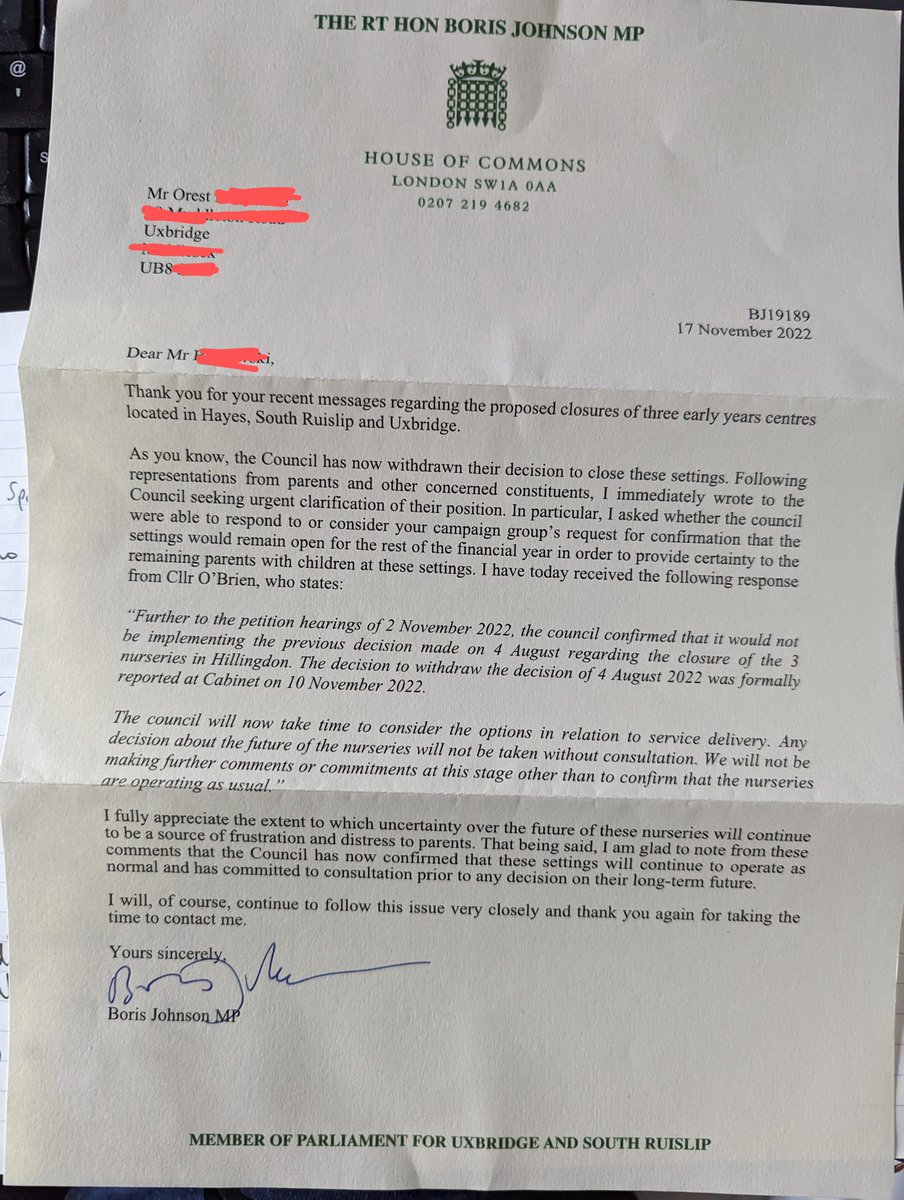 THE RT HON BORIS JOHNSON MP
HOUSE OF COMMONS
LONDON SW1A 0AA
0207 219 4682
Mr Orest
Uxbridge
UB8
BJ19189
17 November 2022
Dear Mr
Thank you for your recent messages regarding the proposed closures of three early years centres
located in Hayes, South Ruislip and Uxbridge.
As you know, the Council has now withdrawn their decision to close these settings. Following
representations from parents and other concerned constituents, I immediately wrote to the
Council seeking urgent clarification of their position. In particular, I asked whether the council
were able to respond to or consider your campaign group's request for confirmation that the
settings would remain open for the rest of the financial year in order to provide certainty to the
remaining parents with children at these settings. I have today received the following response
from Cllr O'Brien, who states:
"Further to the petition hearings of 2 November 2022, the council confirmed that it would not
be implementing the previous decision made on 4 August regarding the closure of the 3
nurseries in Hillingdon. The decision to withdraw the decision of 4 August 2022 was formally
reported at Cabinet on 10 November 2022.
The council will now take time to consider the options in relation to service delivery. Any
decision about the future of the nurseries will not be taken without consultation. We will not be
making further comments or commitments at this stage other than to confirm that the nurseries
are operating as usual."
I fully appreciate the extent to which uncertainty over the future of these nurseries will continue
to be a source of frustration and distress to parents. That being said, I am glad to note from these
comments that the Council has now confirmed that these settings will continue to operate as
normal and has committed to consultation prior to any decision on their long-term future.
I will, of course, continue to follow this issue very closely and thank you again for taking the
time to contact me.
Yours sincerely,
Boris Johnson MP
MEMBER OF PARLIAMENT FOR UXBRIDGE AND SOUTH RUISLIP